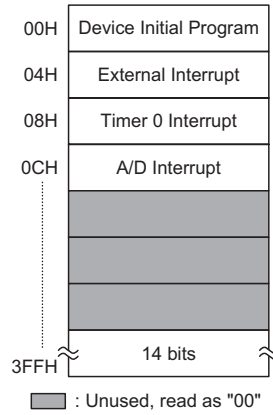 00H Device Initial Program
04H External Interrupt
08H Timer 0 Interrupt
0CH A/D Interrupt
14 bits
3FFH
: Unused, read as "00"